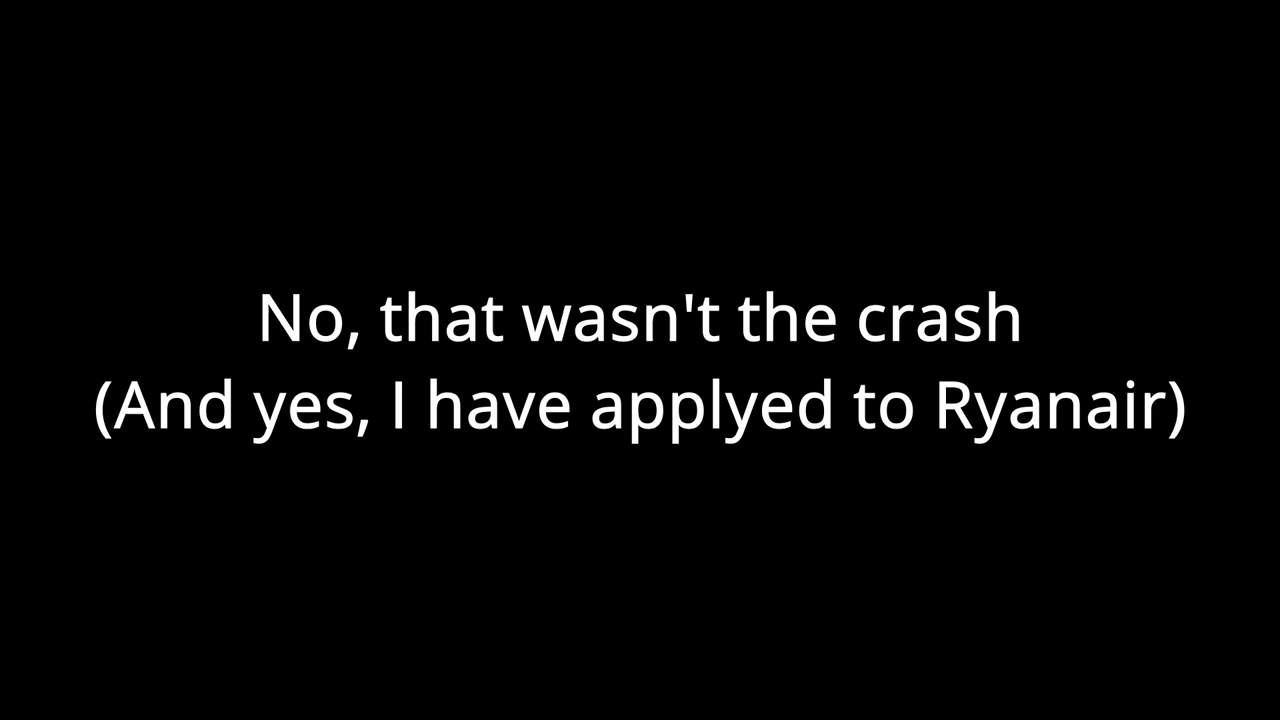 No, that wasn't the crash
(And yes, I have applyed to Ryanair)